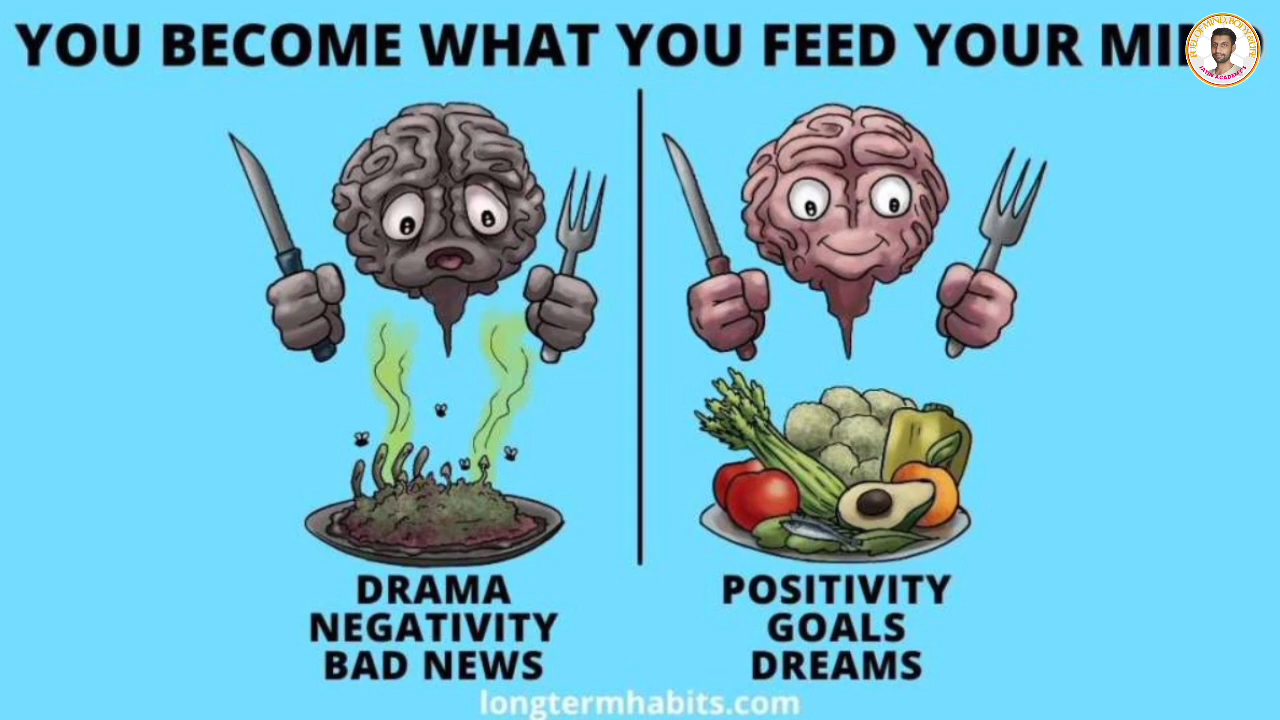 YOU BECOME WHAT YOU FEED YOUR
DRAMA
NEGATIVITY
BAD NEWS
POSITIVITY
GOALS
DREAMS
longtermhabits.com